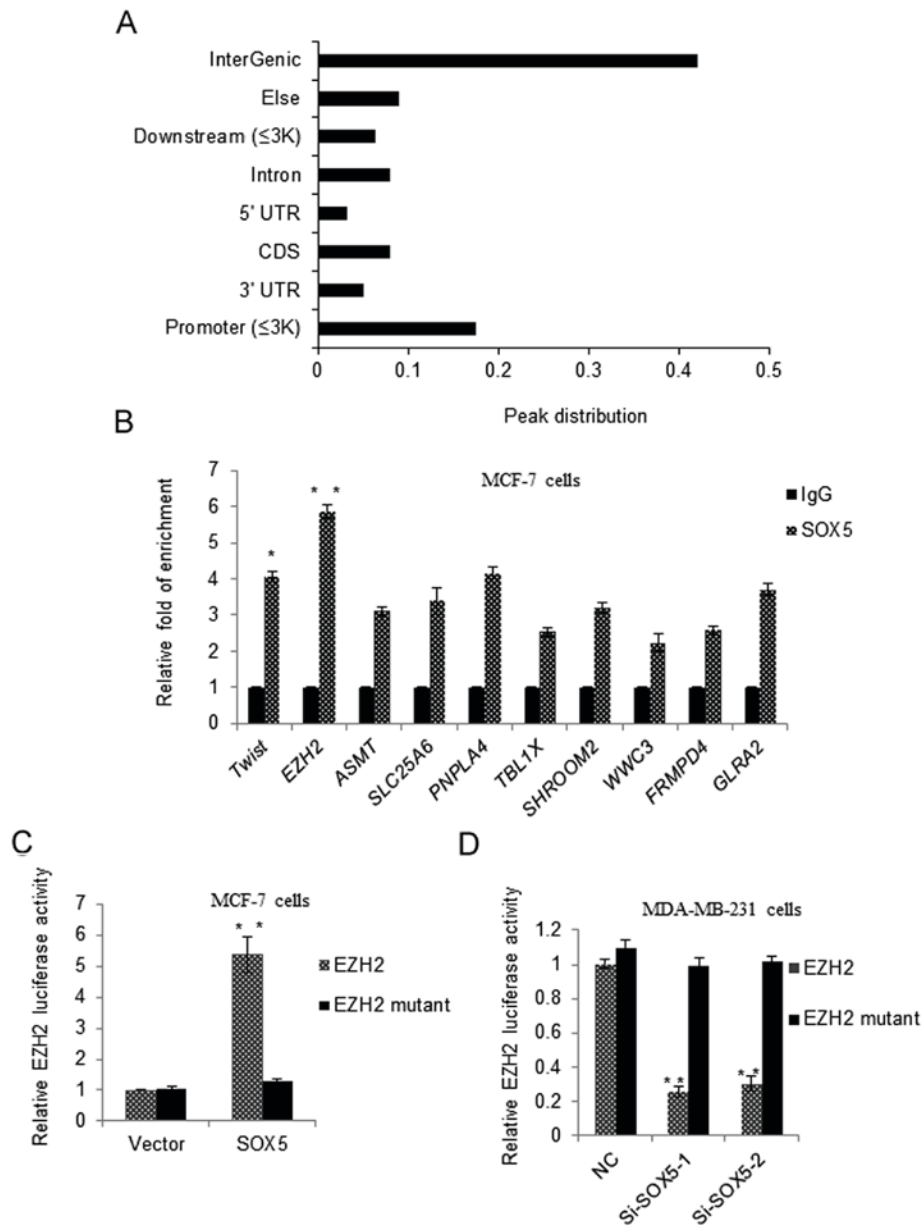 A
InterGenic
Else
Downstream (≤3K)
Intron
5' UTR
CDS
3' UTR
Promoter (≤3K)
0 0.1 0.2 0.3 0.4 0.5
Peak distribution
B
MCF-7 cells
Relative fold of enrichment
7
6
5
4
3
2
1
0
* *
*
IgG
SOX5
Twist EZH2 ASMT SLC25A6 PNPLA4 TBL1X SHROOM2 WWC3 FRMPD4 GLRA2
C
MCF-7 cells
Relative EZH2 luciferase activity
7
6
5
4
3
2
1
0
* *
EZH2
EZH2 mutant
Vector SOX5
D
MDA-MB-231 cells
Relative EZH2 luciferase activity
1.2
1
0.8
0.6
0.4
0.2
0
* * * *
EZH2
EZH2 mutant
NC Si-SOX5-1 Si-SOX5-2